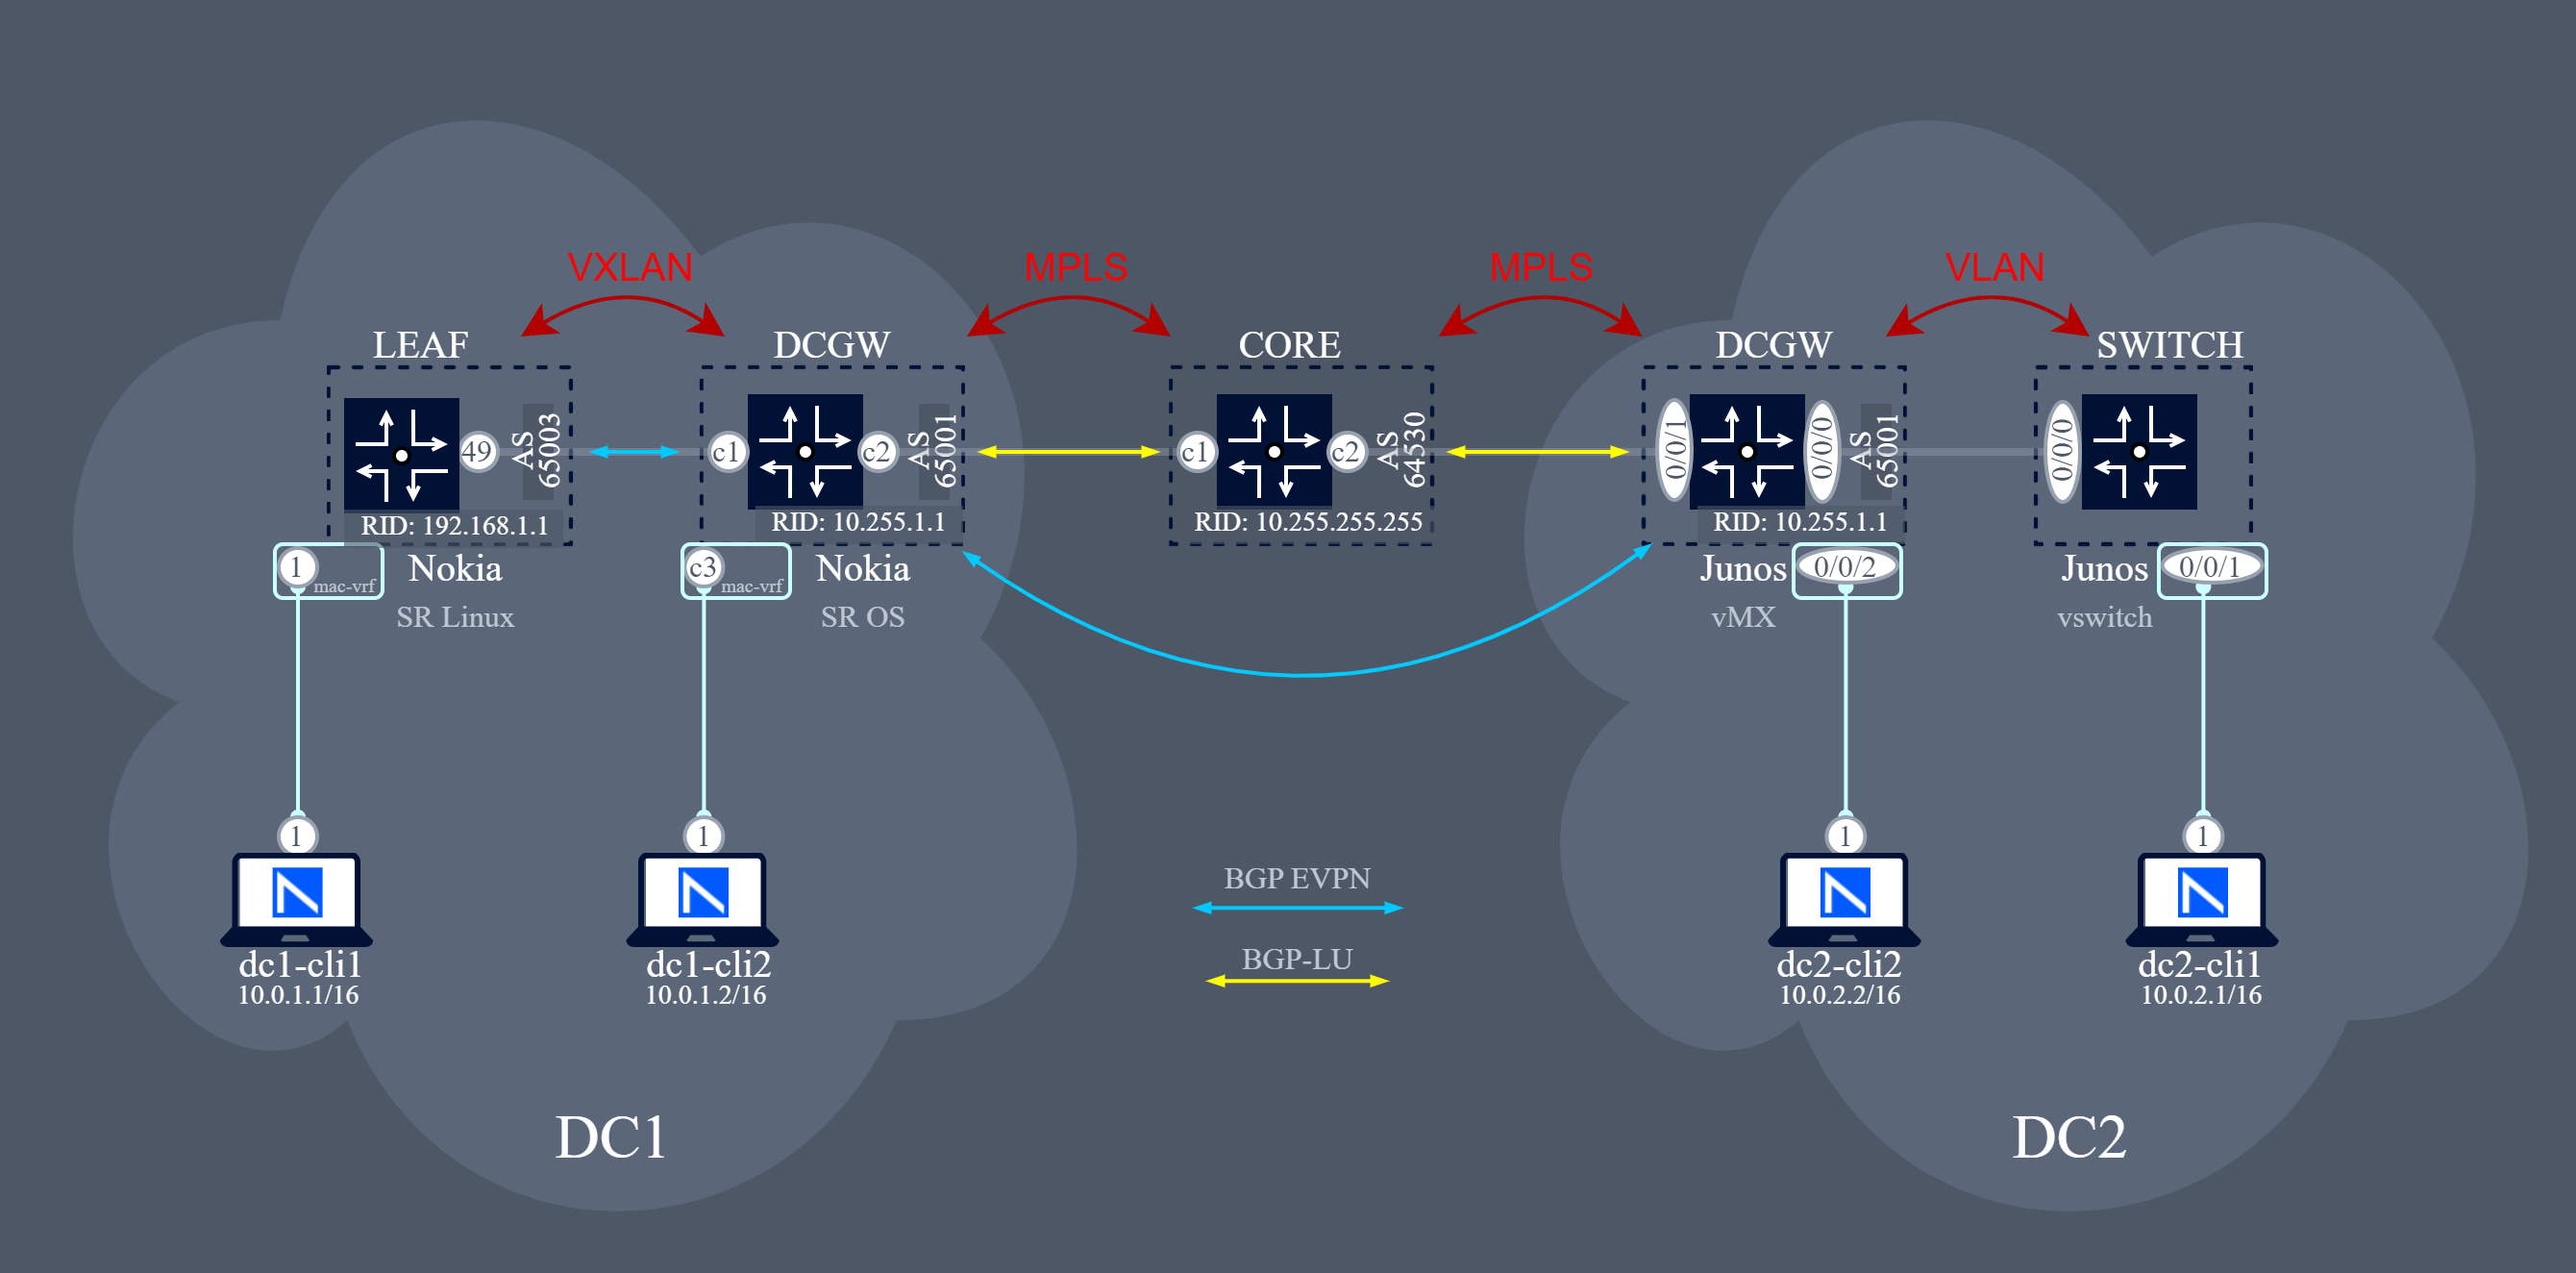 VXLAN
MPLS
MPLS
VLAN
LEAF
DCGW
CORE
DCGW
SWITCH
49
AS
65003
c1
c2
AS
65001
c1
c2
AS
64530
0/0/1
0/0/0
AS
65001
0/0/0
RID: 192.168.1.1
RID: 10.255.1.1
RID: 10.255.255.255
RID: 10.255.1.1
1
mac-vrf
Nokia
SR Linux
c3
mac-vrf
Nokia
SR OS
Junos
vMX
0/0/2
Junos
vswitch
0/0/1
1
1
1
1
dc1-cli1
10.0.1.1/16
dc1-cli2
10.0.1.2/16
BGP EVPN
BGP-LU
dc2-cli2
10.0.2.2/16
dc2-cli1
10.0.2.1/16
DC1
DC2